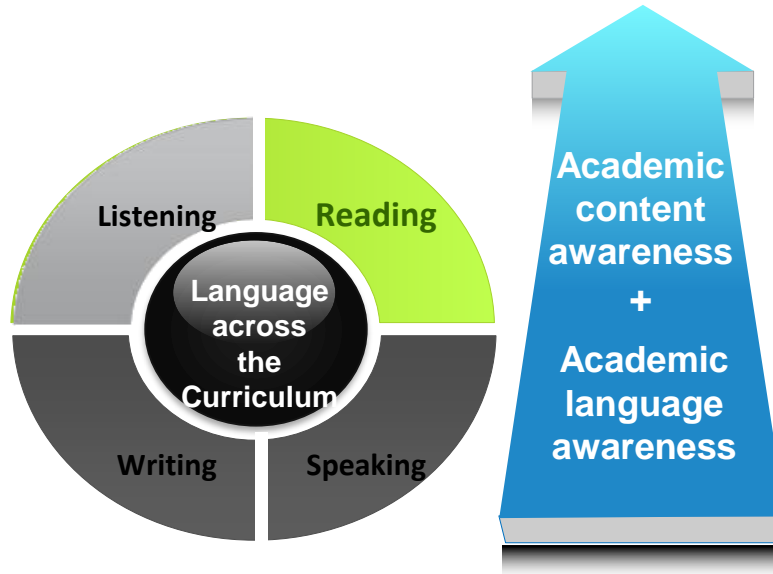 Listening
Reading
Language
across
the
Curriculum
Writing
Speaking
Academic
content
awareness
+
Academic
language
awareness